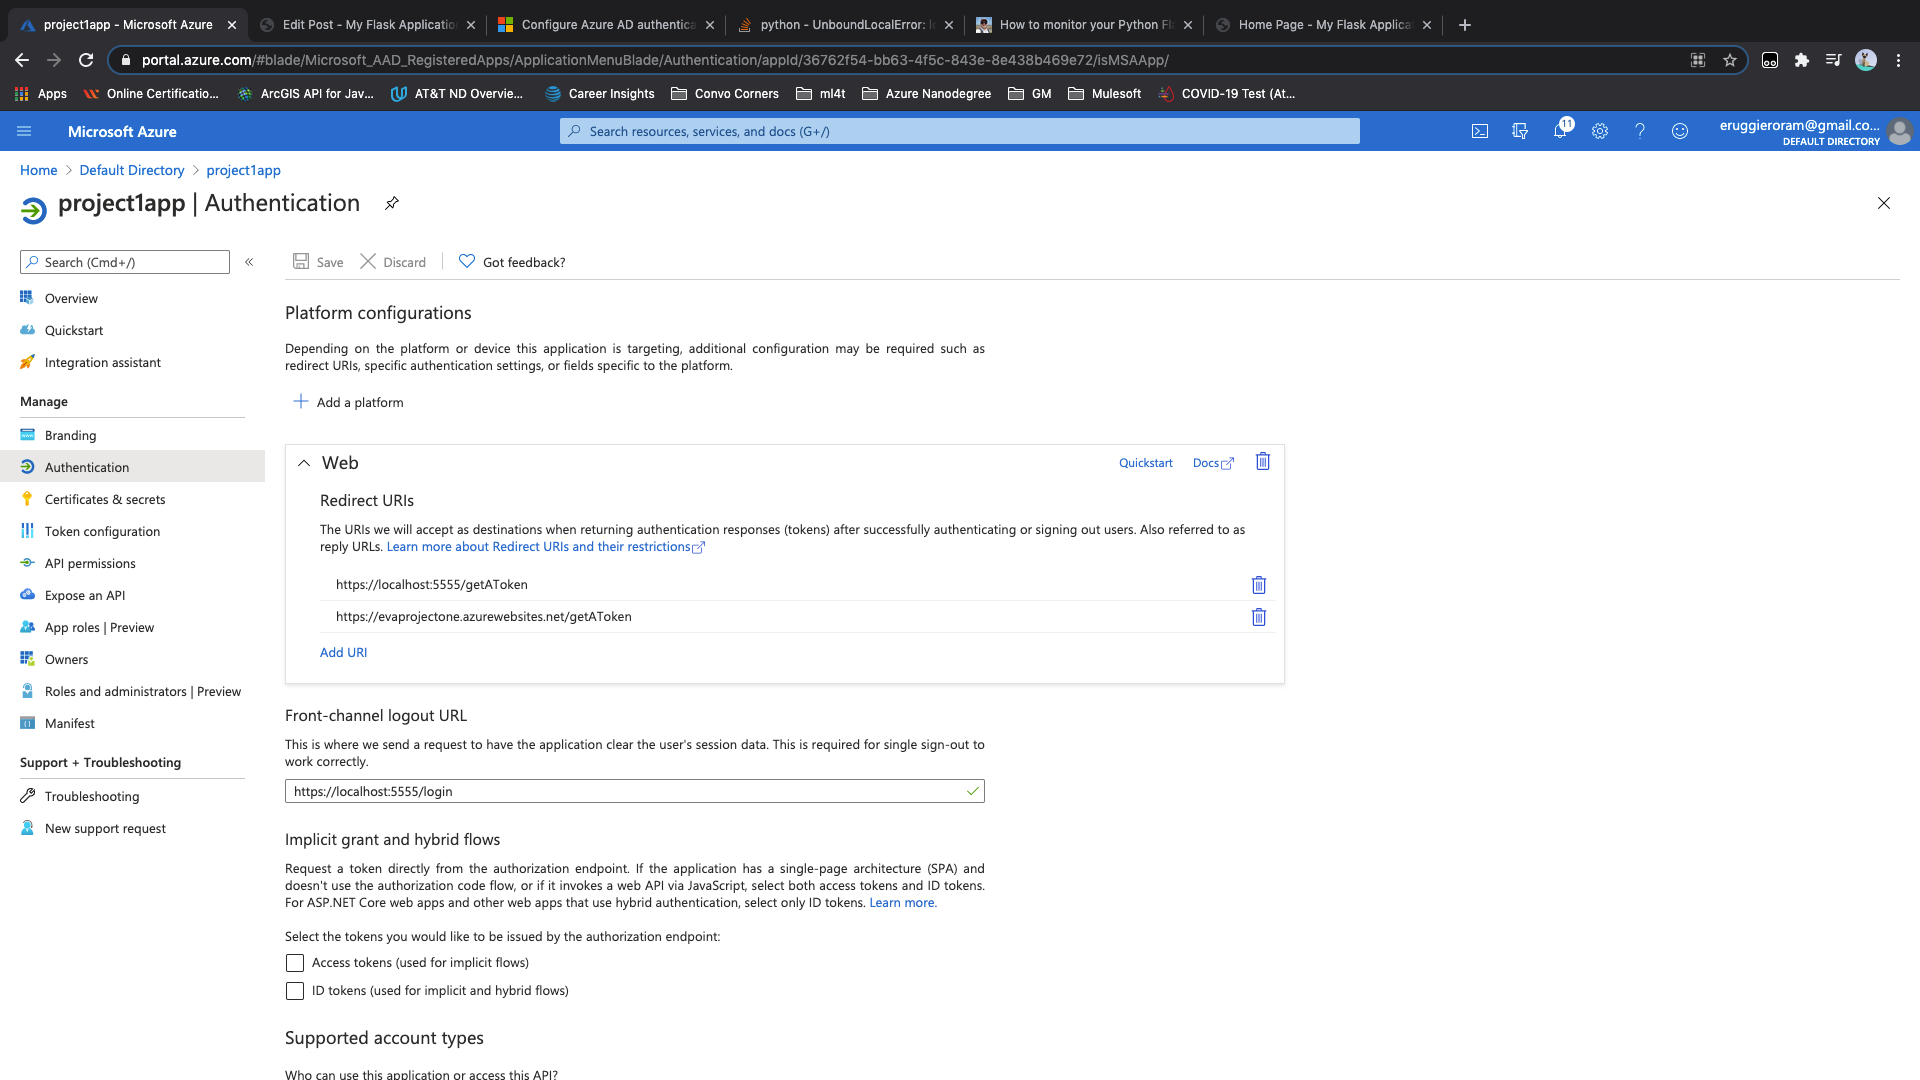 project1app - Microsoft Azure
Edit Post - My Flask Application
Configure Azure AD authentica
python - UnboundLocalError: l
How to monitor your Python Fl
Home Page - My Flask Applica
portal.azure.com/#blade/Microsoft_AAD_RegisteredApps/ApplicationMenuBlade/Authentication/appId/36762f54-bb63-4f5c-843e-8e438b469e72/isMSAApp/
Apps
Online Certificatio...
ArcGIS API for Jav...
AT&T ND Overvie...
Career Insights
Convo Corners
ml4t
Azure Nanodegree
GM
Mulesoft
COVID-19 Test (At...
Microsoft Azure
Search resources, services, and docs (G+/)
11
eruggieroram@gmail.co...
DEFAULT DIRECTORY
Home > Default Directory > project1app
project1app | Authentication
Search (Cmd+/)
«
Save
Discard
Got feedback?
Overview
Quickstart
Integration assistant
Manage
Branding
Authentication
Certificates & secrets
Token configuration
API permissions
Expose an API
App roles | Preview
Owners
Roles and administrators | Preview
Manifest
Support + Troubleshooting
Troubleshooting
New support request
Platform configurations
Depending on the platform or device this application is targeting, additional configuration may be required such as
redirect URIs, specific authentication settings, or fields specific to the platform.
Add a platform
Web
Quickstart
Docs
Redirect URIs
The URIs we will accept as destinations when returning authentication responses (tokens) after successfully authenticating or signing out users. Also referred to as
reply URLs. Learn more about Redirect URIs and their restrictions
https://localhost:5555/getAToken
https://evaprojectone.azurewebsites.net/getAToken
Add URI
Front-channel logout URL
This is where we send a request to have the application clear the user's session data. This is required for single sign-out to
work correctly.
https://localhost:5555/login
Implicit grant and hybrid flows
Request a token directly from the authorization endpoint. If the application has a single-page architecture (SPA) and
doesn't use the authorization code flow, or if it invokes a web API via JavaScript, select both access tokens and ID tokens.
For ASP.NET Core web apps and other web apps that use hybrid authentication, select only ID tokens. Learn more.
Select the tokens you would like to be issued by the authorization endpoint:
Access tokens (used for implicit flows)
ID tokens (used for implicit and hybrid flows)
Supported account types
Who can use this application or access this API?